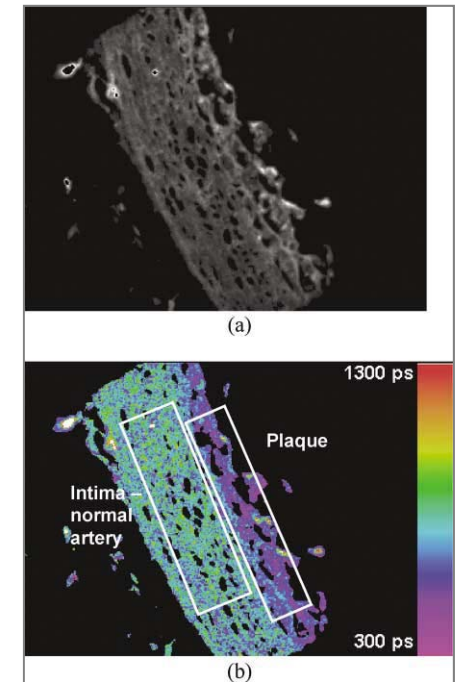 (a)
1300 ps
Plaque
Intima –
normal
artery
300 ps
(b)